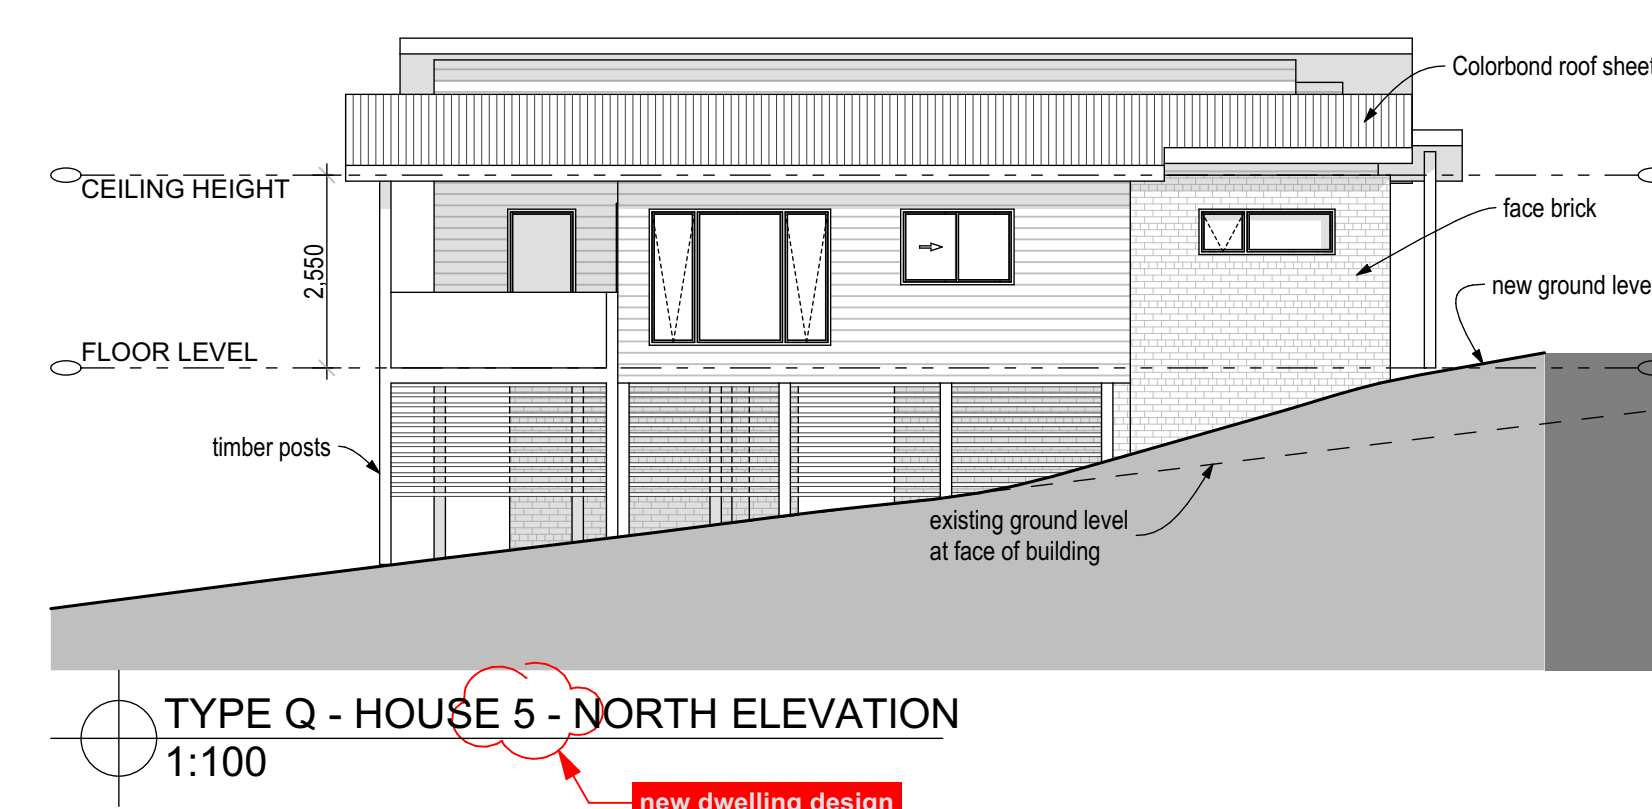 Colorbond roof sheet
CEILING HEIGHT
face brick
2,550
new ground leve
FLOOR LEVEL
timber posts
existing ground level
at face of building
TYPE Q - HOUSE 5 - NORTH ELEVATION
1:100
new dwelling design